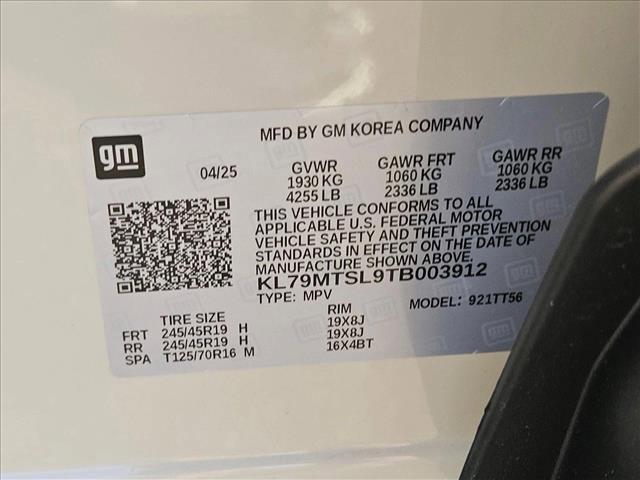 gm
MFD BY GM KOREA COMPANY
04/25 GVWR GAWR FRT GAWR RR
1930 KG 1060 KG 1060 KG
4255 LB 2336 LB 2336 LB
THIS VEHICLE CONFORMS TO ALL
APPLICABLE U.S. FEDERAL MOTOR
VEHICLE SAFETY AND THEFT PREVENTION
STANDARDS IN EFFECT ON THE DATE OF
MANUFACTURE SHOWN ABOVE.
KL79MTSL9TB003912
TYPE: MPV MODEL: 921TT56
TIRE SIZE RIM
FRT 245/45R19 H 19X8J
RR 245/45R19 H 19X8J
SPA T125/70R16 M 16X4BT